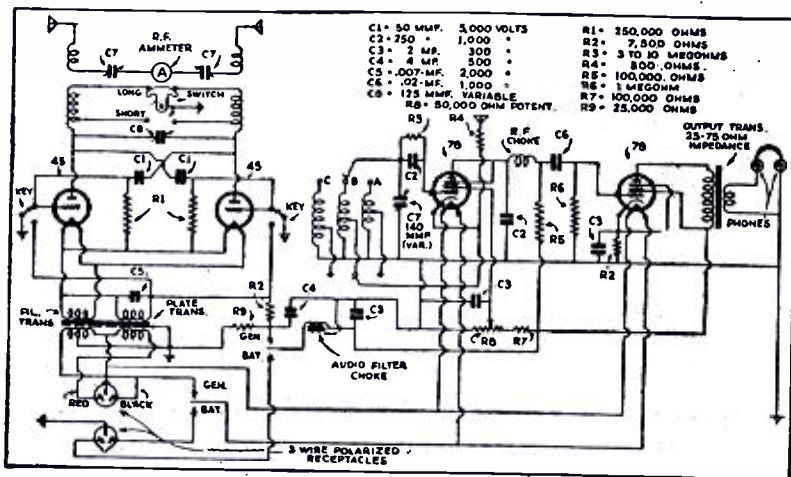 R.F.
AMMETER
C7
C7
A
LONG
SWITCH
SHORT
C8
45
C1
C1
45
KEY
R1
KEY
C5
R2
FIL.
TRANS
PLATE
TRANS.
R9
GEN.
C4
C3
BAT.
AUDIO FILTER
CHOKE
RED
BLACK
GEN.
BAT.
3 WIRE POLARIZED
RECEPTACLES
C1 = 50 MMF. 5,000 VOLTS
C2 = 250 " 1,000 "
C3 = 2 MF. 300 "
C4 = 4 MF. 500 "
C5 = .007-MF. 2,000 "
C6 = .02-MF. 1,000 "
C8 = 125 MMF. VARIABLE
R8 = 50,000 OHM POTENT.
R1 = 250,000 OHMS
R2 = 7,500 OHMS
R3 = 3 TO 10 MEGOHMS
R4 = 800 OHMS.
R5 = 100,000 OHMS
R6 = 1 MEGOHM
R7 = 100,000 OHMS
R9 = 25,000 OHMS
R3
R4
78
R.F.
CHOKE
C6
78
OUTPUT TRANS.
25-75 OHM
IMPEDANCE
C
B
A
C2
C7
140
MMF
(VAR.)
C2
R6
R5
C3
R2
PHONES
C3
R8
R7